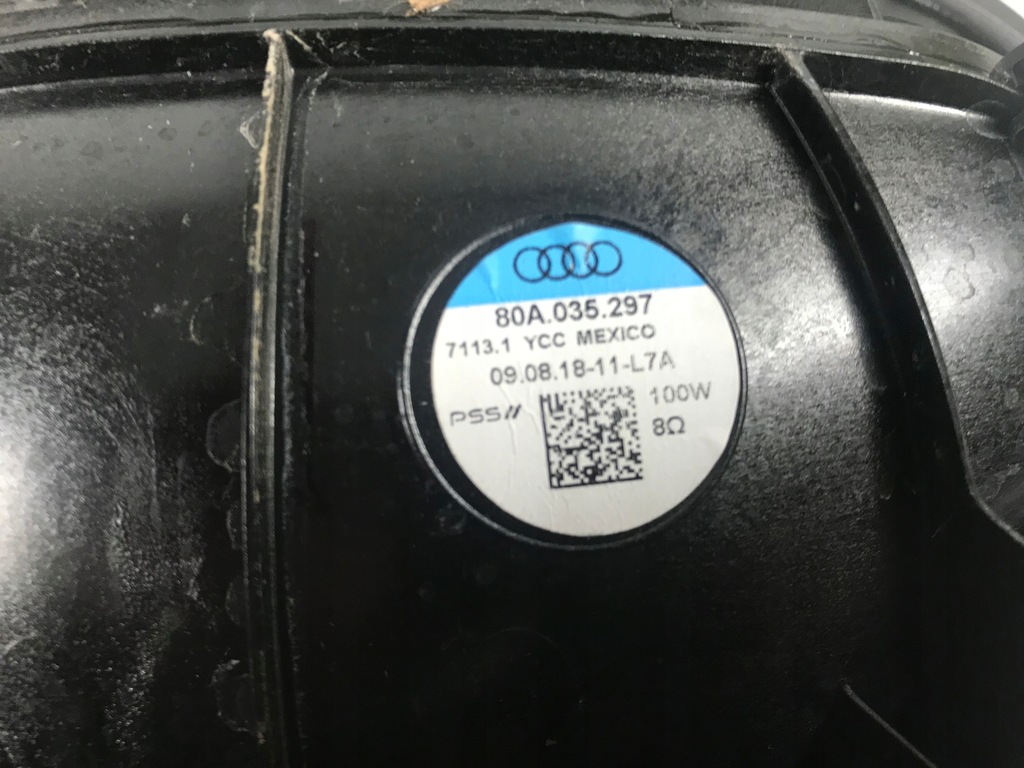 80A.035.297
7113.1 YCC MEXICO
09.08.18-11-L7A
PSS//
100W
8Ω